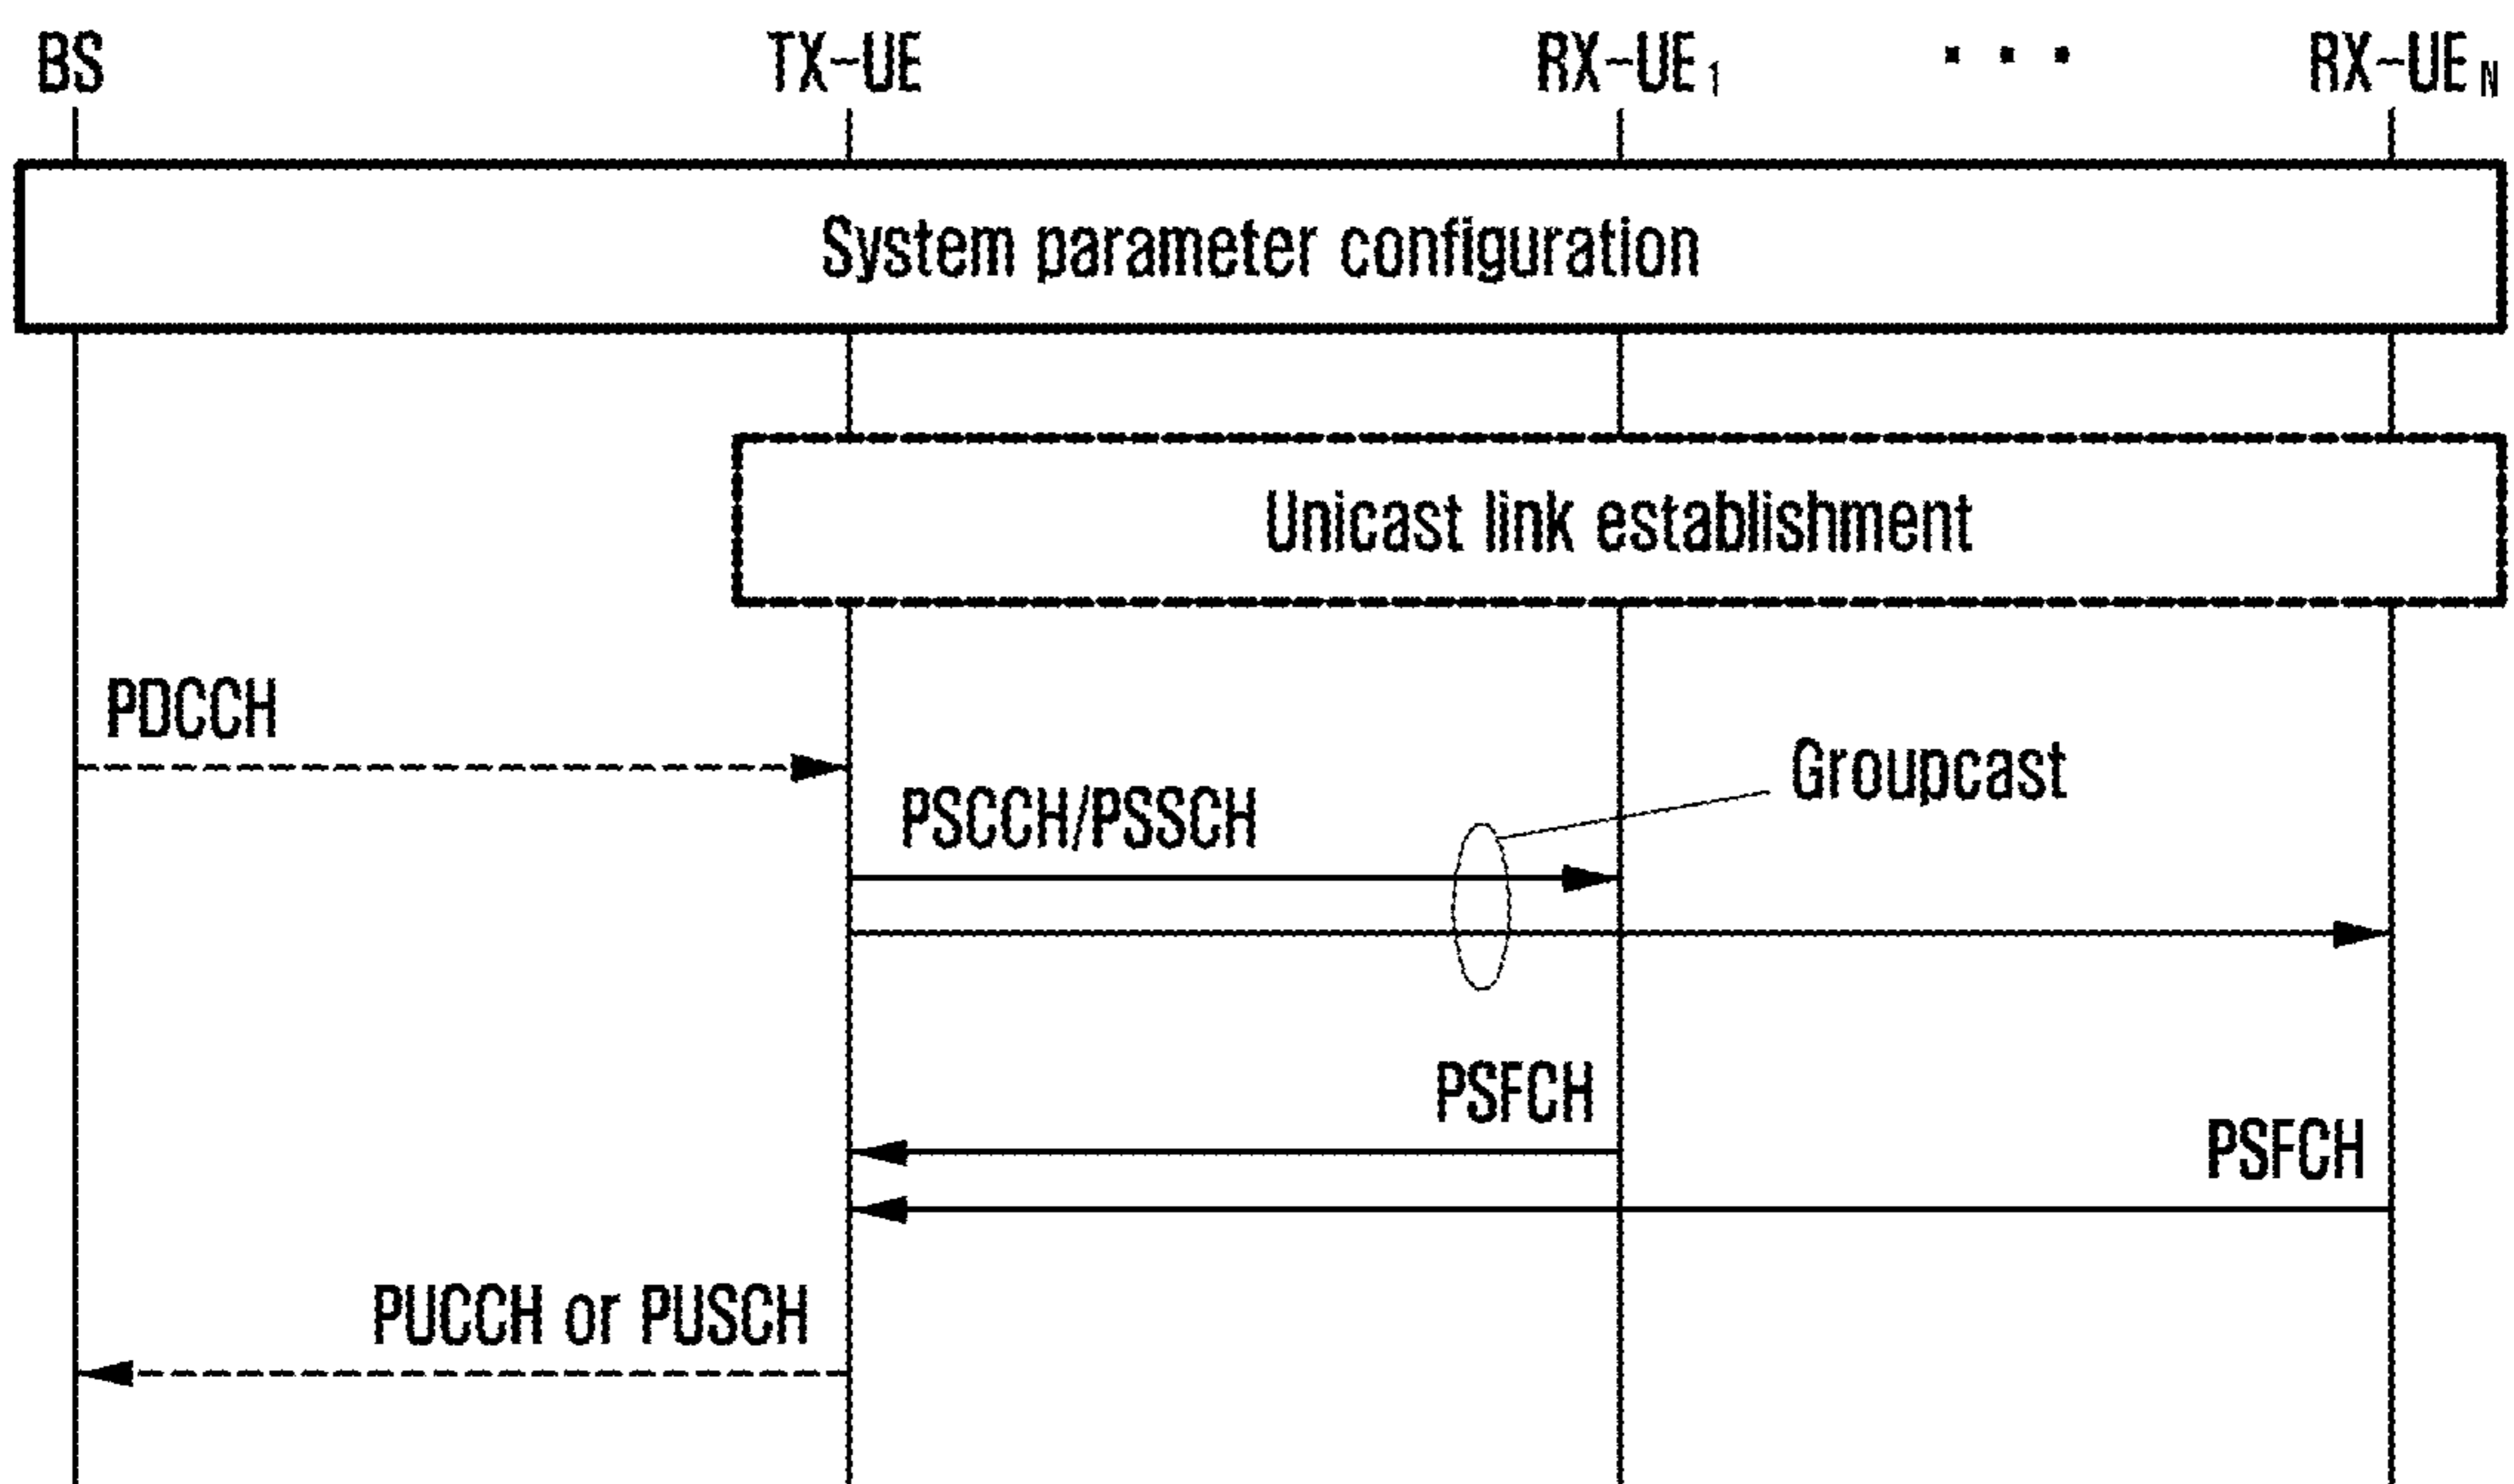 BS TX-UE RX-UE1 ... RX-UEN
System parameter configuration
Unicast link establishment
PDCCH
Groupcast
PSCCH/PSSCH
PSFCH
PSFCH
PUCCH or PUSCH